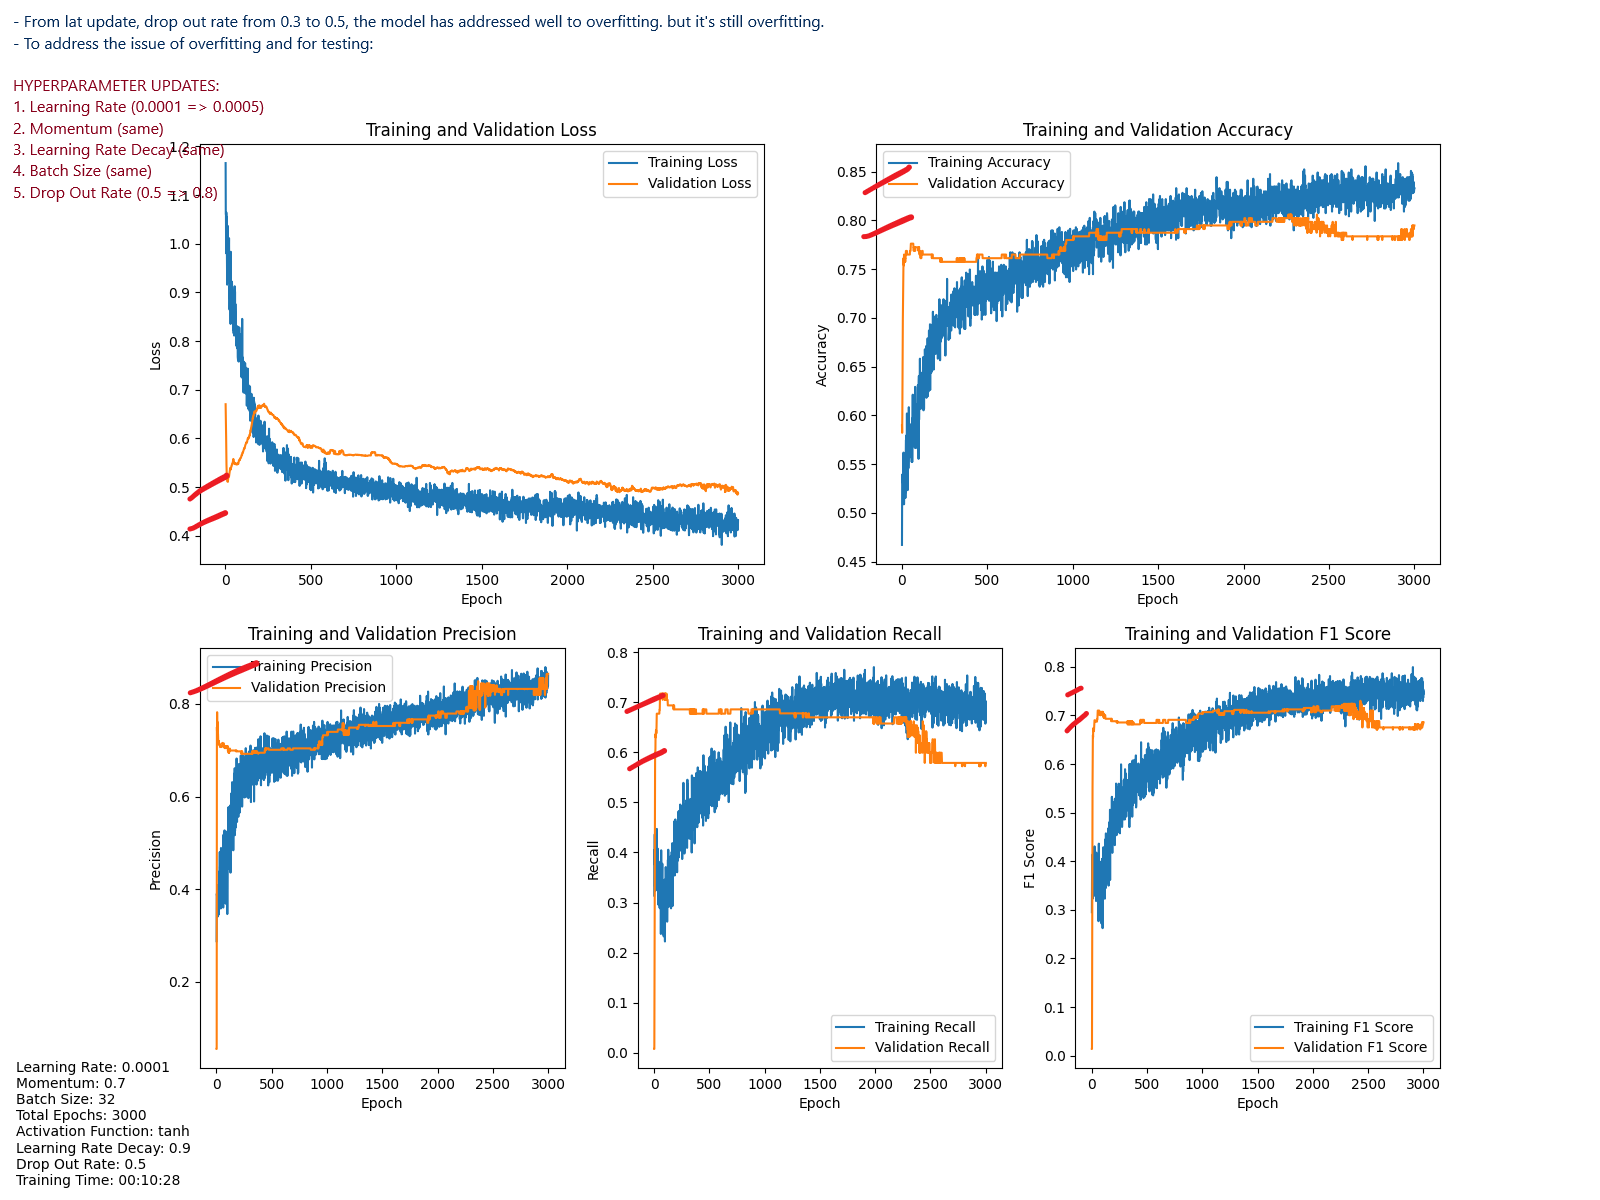 - From lat update, drop out rate from 0.3 to 0.5, the model has addressed well to overfitting. but it's still overfitting.
- To address the issue of overfitting and for testing:
HYPERPARAMETER UPDATES:
1. Learning Rate (0.0001 => 0.0005)
2. Momentum (same)
3. Learning Rate Decay (same)
4. Batch Size (same)
5. Drop Out Rate (0.5 => 0.8)
Training and Validation Loss
Training Loss
Validation Loss
1.2
1.1
1.0
0.9
0.8
0.7
0.6
0.5
0.4
Loss
0 500 1000 1500 2000 2500 3000
Epoch
Training and Validation Accuracy
Training Accuracy
Validation Accuracy
0.85
0.80
0.75
0.70
0.65
0.60
0.55
0.50
0.45
Accuracy
0 500 1000 1500 2000 2500 3000
Epoch
Training and Validation Precision
Training Precision
Validation Precision
0.8
0.6
0.4
0.2
Precision
0 500 1000 1500 2000 2500 3000
Epoch
Training and Validation Recall
0.8
0.7
0.6
0.5
0.4
0.3
0.2
0.1
0.0
Recall
Training Recall
Validation Recall
0 500 1000 1500 2000 2500 3000
Epoch
Training and Validation F1 Score
0.8
0.7
0.6
0.5
0.4
0.3
0.2
0.1
0.0
F1 Score
Training F1 Score
Validation F1 Score
0 500 1000 1500 2000 2500 3000
Epoch
Learning Rate: 0.0001
Momentum: 0.7
Batch Size: 32
Total Epochs: 3000
Activation Function: tanh
Learning Rate Decay: 0.9
Drop Out Rate: 0.5
Training Time: 00:10:28